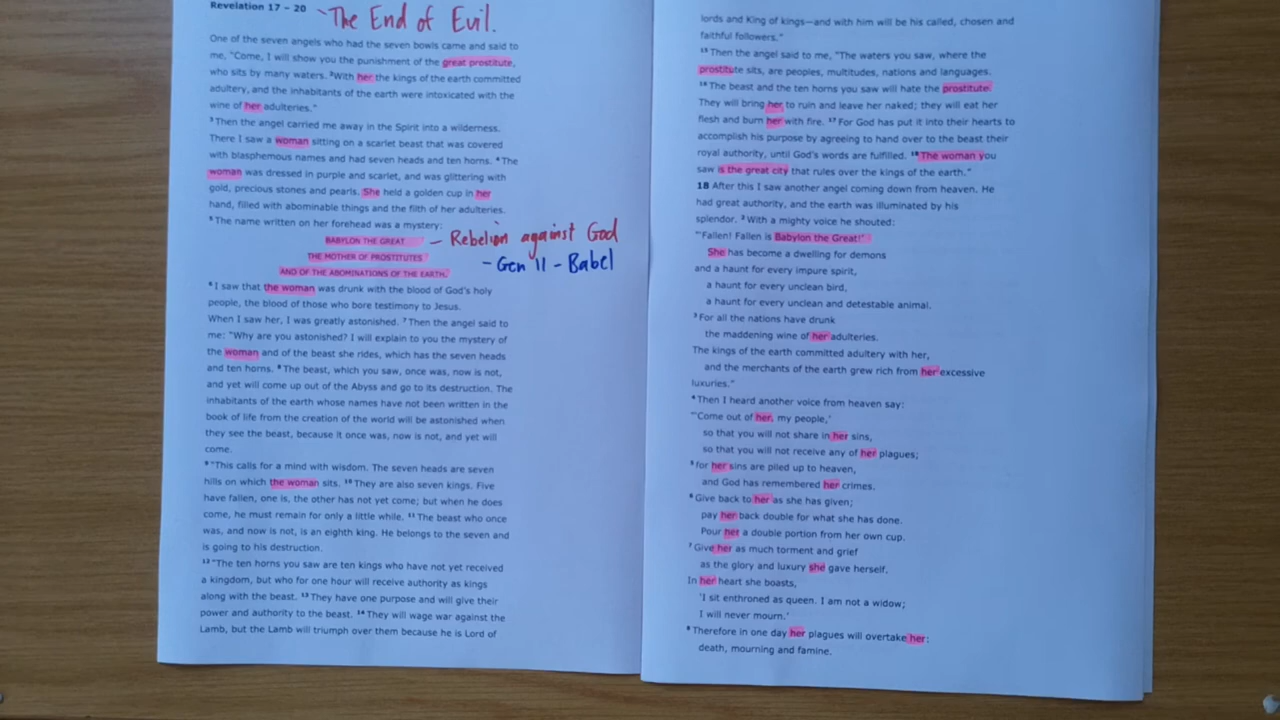 Revelation 17 – 20
- The End of Evil.
One of the seven angels who had the seven bowls came and said to
me, "Come, I will show you the punishment of the great prostitute,
who sits by many waters. ²With her the kings of the earth committed
adultery, and the inhabitants of the earth were intoxicated with the
wine of her adulteries."
³Then the angel carried me away in the Spirit into a wilderness.
There I saw a woman sitting on a scarlet beast that was covered
with blasphemous names and had seven heads and ten horns. ⁴The
woman was dressed in purple and scarlet, and was glittering with
gold, precious stones and pearls. She held a golden cup in her
hand, filled with abominable things and the filth of her adulteries.
⁵The name written on her forehead was a mystery:
BABYLON THE GREAT - Rebelion against God
THE MOTHER OF PROSTITUTES - Gen 11 - Babel
AND OF THE ABOMINATIONS OF THE EARTH.
⁶I saw that the woman was drunk with the blood of God's holy
people, the blood of those who bore testimony to Jesus.
When I saw her, I was greatly astonished. ⁷Then the angel said to
me: "Why are you astonished? I will explain to you the mystery of
the woman and of the beast she rides, which has the seven heads
and ten horns. ⁸The beast, which you saw, once was, now is not,
and yet will come up out of the Abyss and go to its destruction. The
inhabitants of the earth whose names have not been written in the
book of life from the creation of the world will be astonished when
they see the beast, because it once was, now is not, and yet will
come.
⁹"This calls for a mind with wisdom. The seven heads are seven
hills on which the woman sits. ¹⁰They are also seven kings. Five
have fallen, one is, the other has not yet come; but when he does
come, he must remain for only a little while. ¹¹The beast who once
was, and now is not, is an eighth king. He belongs to the seven and
is going to his destruction.
¹²"The ten horns you saw are ten kings who have not yet received
a kingdom, but who for one hour will receive authority as kings
along with the beast. ¹³They have one purpose and will give their
power and authority to the beast. ¹⁴They will wage war against the
Lamb, but the Lamb will triumph over them because he is Lord of
lords and King of kings—and with him will be his called, chosen and
faithful followers."
¹⁵Then the angel said to me, "The waters you saw, where the
prostitute sits, are peoples, multitudes, nations and languages.
¹⁶The beast and the ten horns you saw will hate the prostitute.
They will bring her to ruin and leave her naked; they will eat her
flesh and burn her with fire. ¹⁷For God has put it into their hearts to
accomplish his purpose by agreeing to hand over to the beast their
royal authority, until God's words are fulfilled. ¹⁸The woman you
saw is the great city that rules over the kings of the earth."
18 After this I saw another angel coming down from heaven. He
had great authority, and the earth was illuminated by his
splendor. ²With a mighty voice he shouted:
"'Fallen! Fallen is Babylon the Great!'
She has become a dwelling for demons
and a haunt for every impure spirit,
a haunt for every unclean bird,
a haunt for every unclean and detestable animal.
³For all the nations have drunk
the maddening wine of her adulteries.
The kings of the earth committed adultery with her,
and the merchants of the earth grew rich from her excessive
luxuries."
⁴Then I heard another voice from heaven say:
"'Come out of her, my people,'
so that you will not share in her sins,
so that you will not receive any of her plagues;
⁵for her sins are piled up to heaven,
and God has remembered her crimes.
⁶Give back to her as she has given;
pay her back double for what she has done.
Pour her a double portion from her own cup.
⁷Give her as much torment and grief
as the glory and luxury she gave herself.
In her heart she boasts,
'I sit enthroned as queen. I am not a widow;
I will never mourn.'
⁸Therefore in one day her plagues will overtake her:
death, mourning and famine.